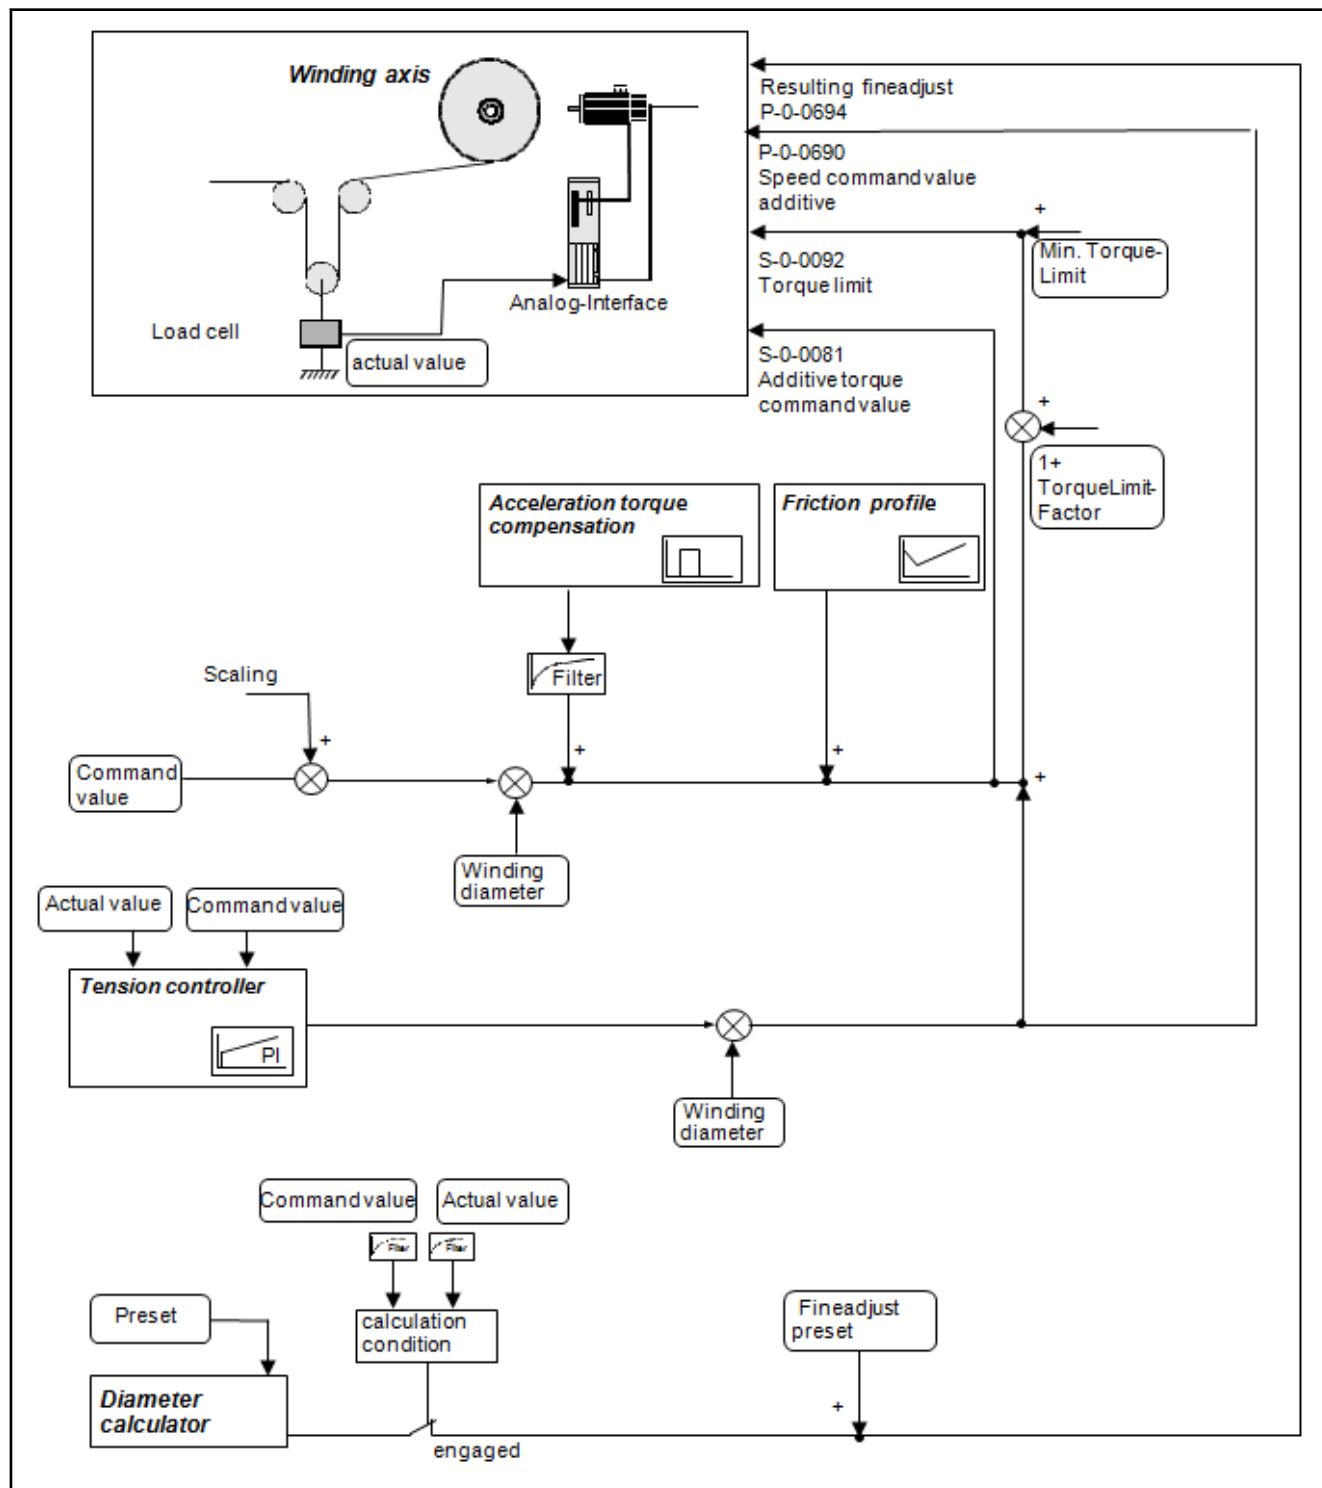 Winding axis
Resulting fineadjust
P-0-0694
P-0-0690
Speed command value
additive
+
Min. Torque-
Limit
S-0-0092
Torque limit
Analog-Interface
Load cell
actual value
S-0-0081
Additive torque
command value
+
1+
TorqueLimit-
Factor
Acceleration torque
compensation
Friction profile
Filter
Scaling
+
+
+
+
Command
value
Winding
diameter
Actual value
Command value
Tension controller
PI
Winding
diameter
Command value
Actual value
Filter
Filter
Preset
calculation
condition
Fineadjust
preset
Diameter
calculator
+
engaged